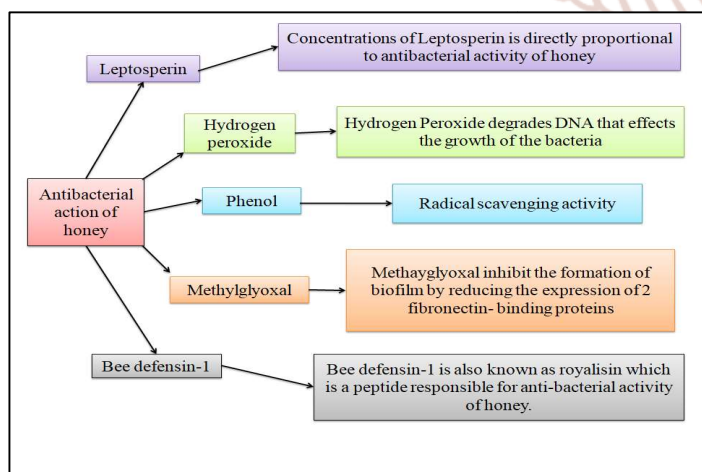 Leptosperin
Concentrations of Leptosperin is directly proportional
to antibacterial activity of honey
Hydrogen
peroxide
Hydrogen Peroxide degrades DNA that effects
the growth of the bacteria
Antibacterial
action of
honey
Phenol
Radical scavenging activity
Methylglyoxal
Methayglyoxal inhibit the formation of
biofilm by reducing the expression of 2
fibronectin- binding proteins
Bee defensin-1
Bee defensin-1 is also known as royalisin which
is a peptide responsible for anti-bacterial activity
of honey.